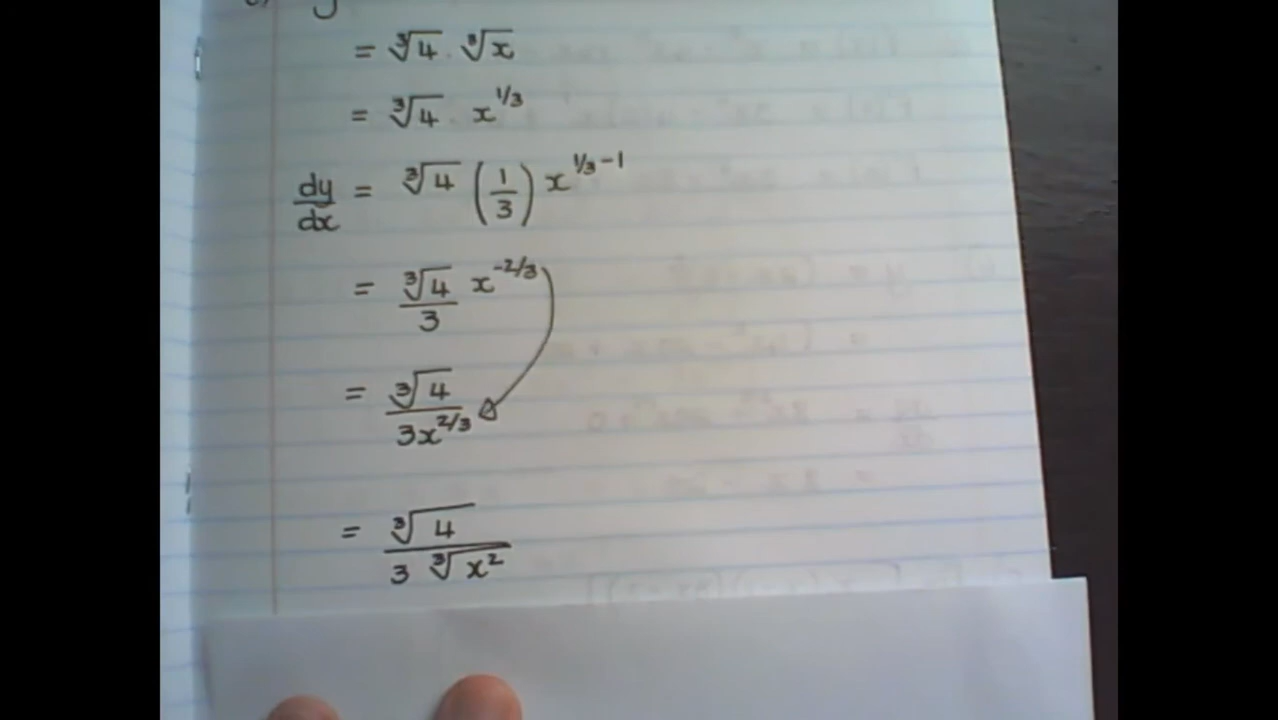 = ∛4 · ∛x
= ∛4 x^(1/3)
dy/dx = ∛4 (1/3) x^(1/3 - 1)
= ∛4/3 x^(-2/3)
= ∛4/(3x^(2/3))
= ∛4/(3 ∛x²)